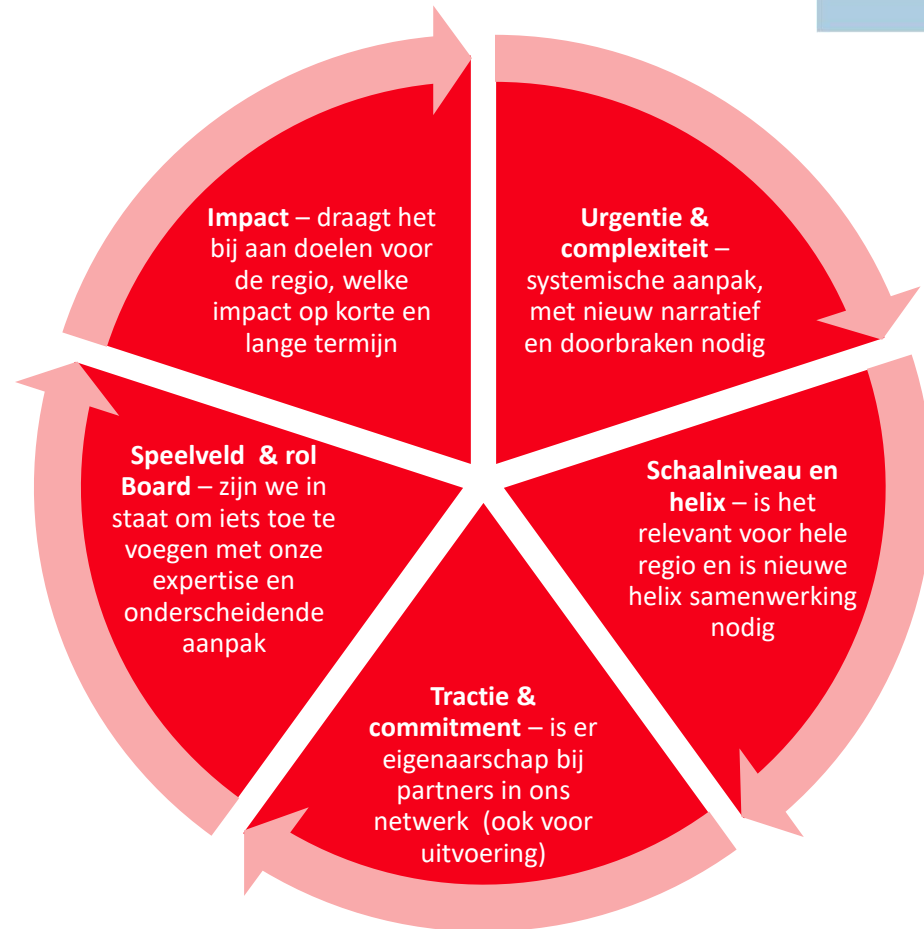 Impact – draagt het
bij aan doelen voor
de regio, welke
impact op korte en
lange termijn
Urgentie &
complexiteit –
systemische aanpak,
met nieuw narratief
en doorbraken nodig
Schaalniveau en
helix – is het
relevant voor hele
regio en is nieuwe
helix samenwerking
nodig
Tractie &
commitment – is er
eigenaarschap bij
partners in ons
netwerk (ook voor
uitvoering)
Speelveld & rol
Board – zijn we in
staat om iets toe te
voegen met onze
expertise en
onderscheidende
aanpak